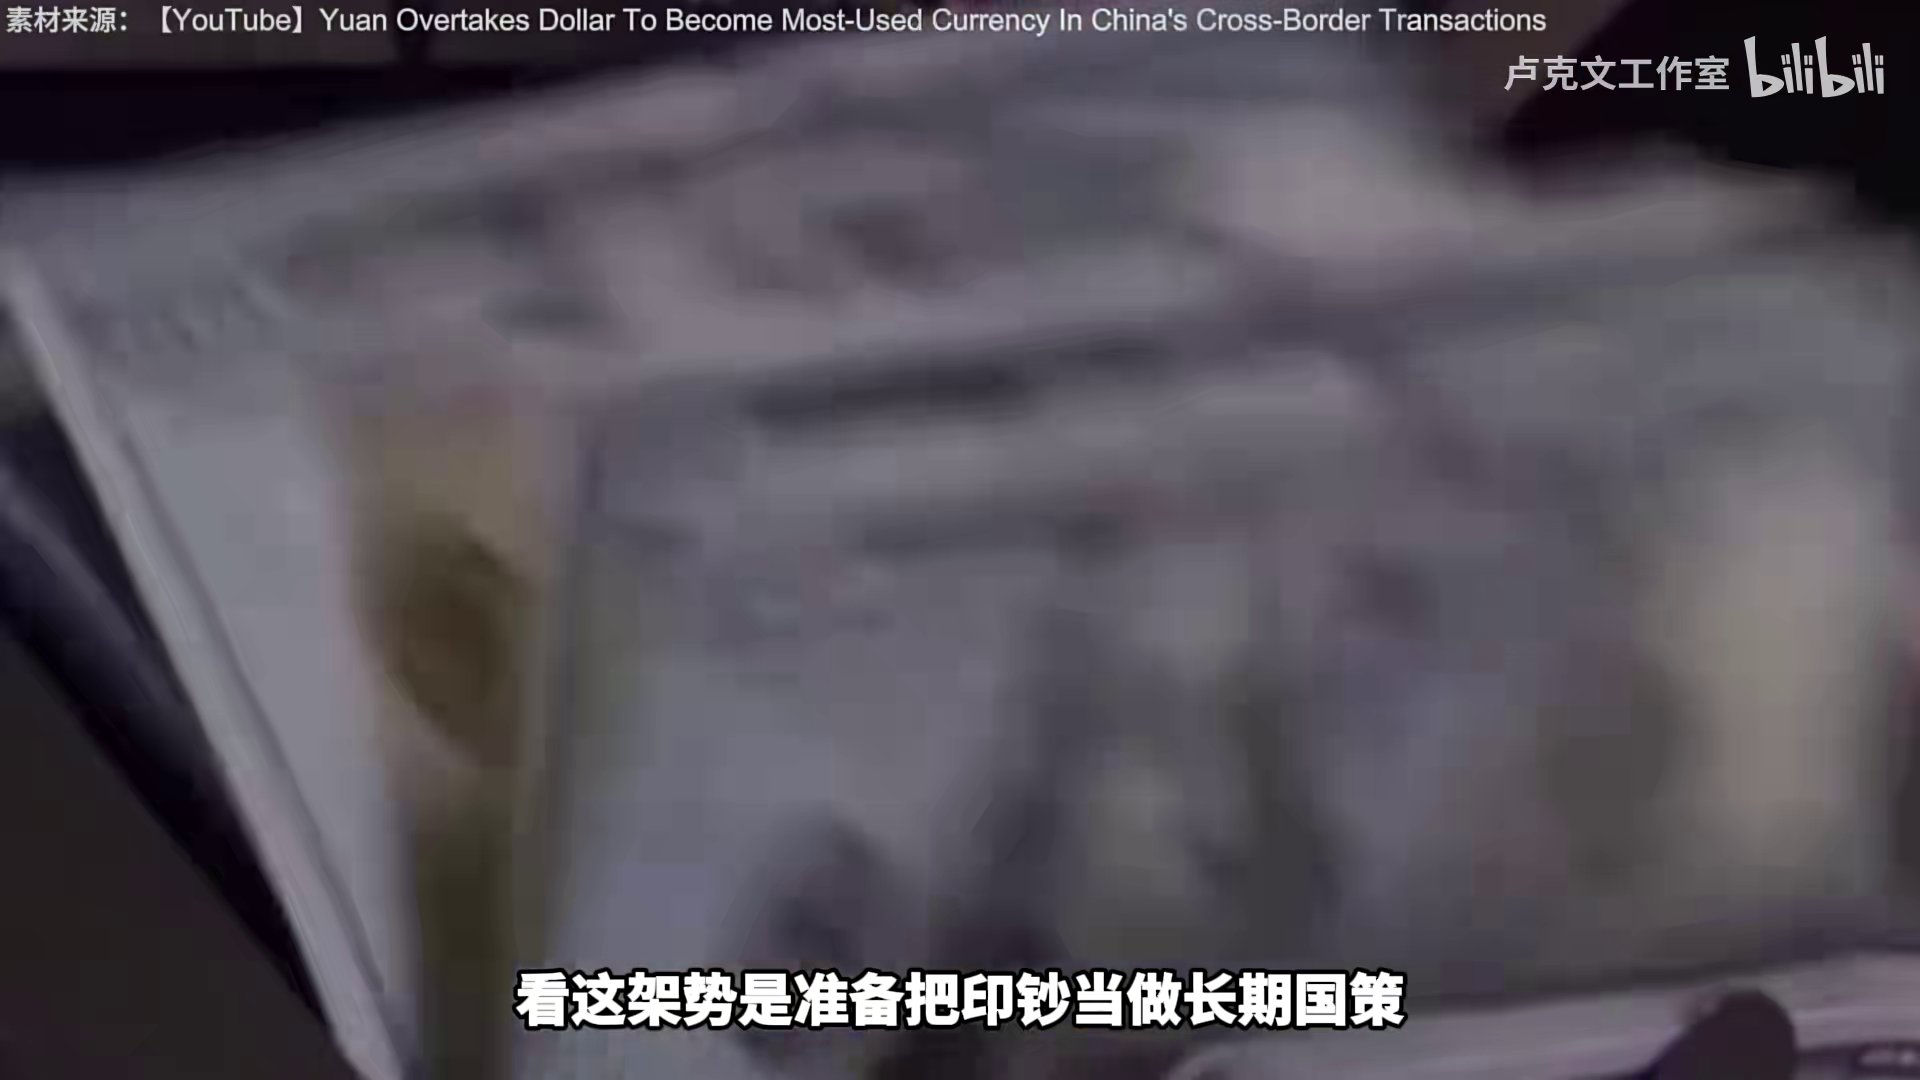 素材来源：【YouTube】Yuan Overtakes Dollar To Become Most-Used Currency In China's Cross-Border Transactions
卢克文工作室 bilibili
看这架势是准备把印钞当做长期国策